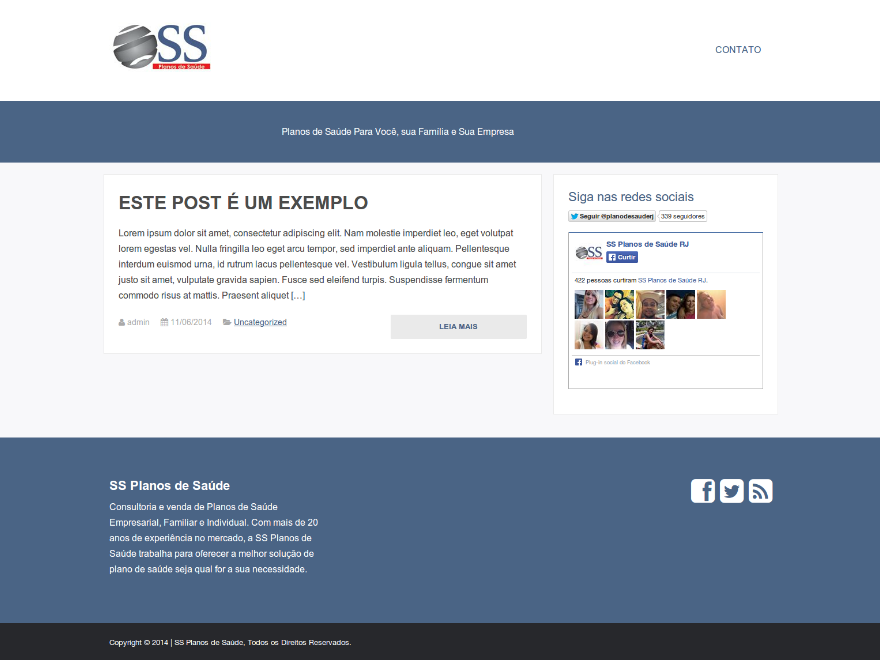 SS
Planos de Saúde
CONTATO
Planos de Saúde Para Você, sua Família e Sua Empresa
ESTE POST É UM EXEMPLO
Lorem ipsum dolor sit amet, consectetur adipiscing elit. Nam molestie imperdiet leo, eget volutpat
lorem egestas vel. Nulla fringilla leo eget arcu tempor, sed imperdiet ante aliquam. Pellentesque
interdum euismod urna, id rutrum lacus pellentesque vel. Vestibulum ligula tellus, congue sit amet
justo sit amet, vulputate gravida sapien. Fusce sed eleifend turpis. Suspendisse fermentum
commodo risus at mattis. Praesent aliquet […]
admin 11/06/2014 Uncategorized
LEIA MAIS
Siga nas redes sociais
Seguir @planodesauderj 339 seguidores
SS
SS Planos de Saúde RJ
Curtir
422 pessoas curtiram SS Planos de Saúde RJ.
Plug-in social do Facebook
SS Planos de Saúde
Consultoria e venda de Planos de Saúde
Empresarial, Familiar e Individual. Com mais de 20
anos de experiência no mercado, a SS Planos de
Saúde trabalha para oferecer a melhor solução de
plano de saúde seja qual for a sua necessidade.
Copyright © 2014 | SS Planos de Saúde, Todos os Direitos Reservados.